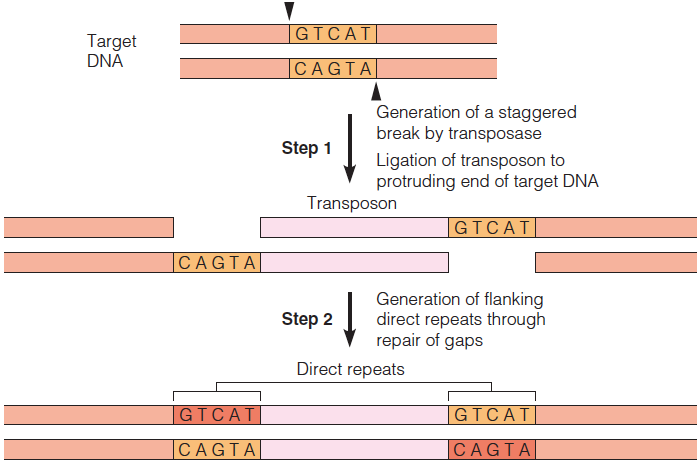 Target
DNA
GTCAT
CAGTA
Step 1
Generation of a staggered
break by transposase
Ligation of transposon to
protruding end of target DNA
Transposon
GTCAT
CAGTA
Step 2
Generation of flanking
direct repeats through
repair of gaps
Direct repeats
GTCAT
GTCAT
CAGTA
CAGTA